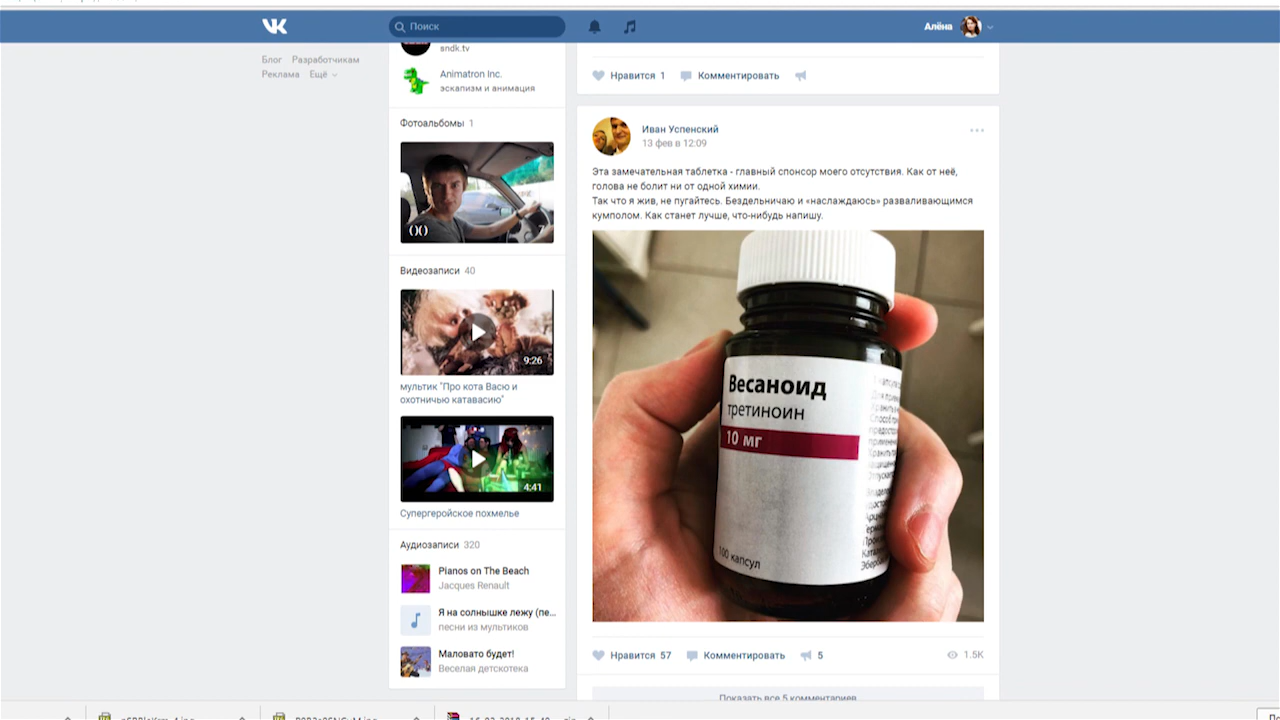 Поиск
Алёна
Блог Разработчикам
Реклама Ещё
sndk.tv
Animatron Inc.
эскапизм и анимация
Фотоальбомы 1
Видеозаписи 40
9:26
мультик "Про кота Васю и
охотничью катавасию"
4:41
Супергеройское похмелье
Аудиозаписи 320
Pianos on The Beach
Jacques Renault
Я на солнышке лежу (пе...
песни из мультиков
Маловато будет!
Веселая детскотека
Нравится 1 Комментировать
Иван Успенский
13 фев в 12:09
Эта замечательная таблетка - главный спонсор моего отсутствия. Как от неё,
голова не болит ни от одной химии.
Так что я жив, не пугайтесь. Бездельничаю и «наслаждаюсь» разваливающимся
кумполом. Как станет лучше, что-нибудь напишу.
Весаноид
третиноин
10 мг
100 капсул
Нравится 57 Комментировать 5 1.5K
Показать все 5 комментариев